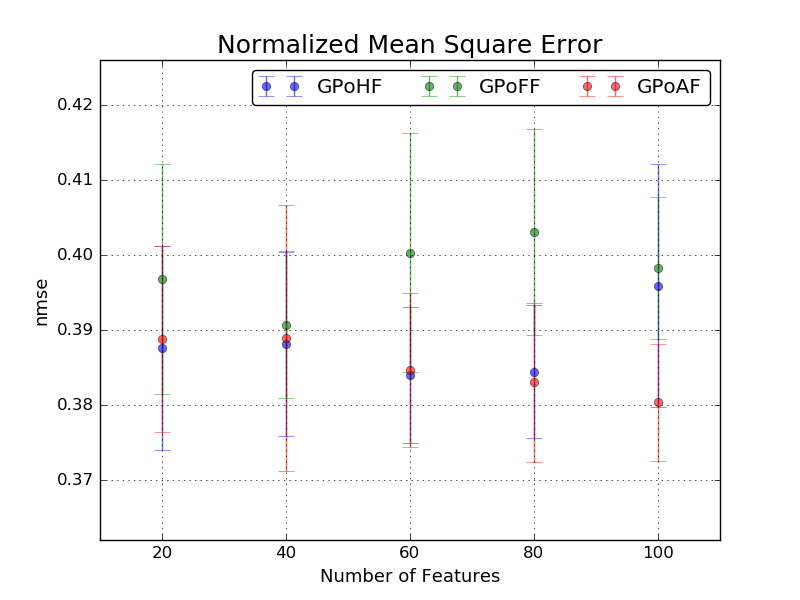 Normalized Mean Square Error
GPoHF GPoFF GPoAF
0.42
0.41
0.40
0.39
0.38
0.37
nmse
20 40 60 80 100
Number of Features